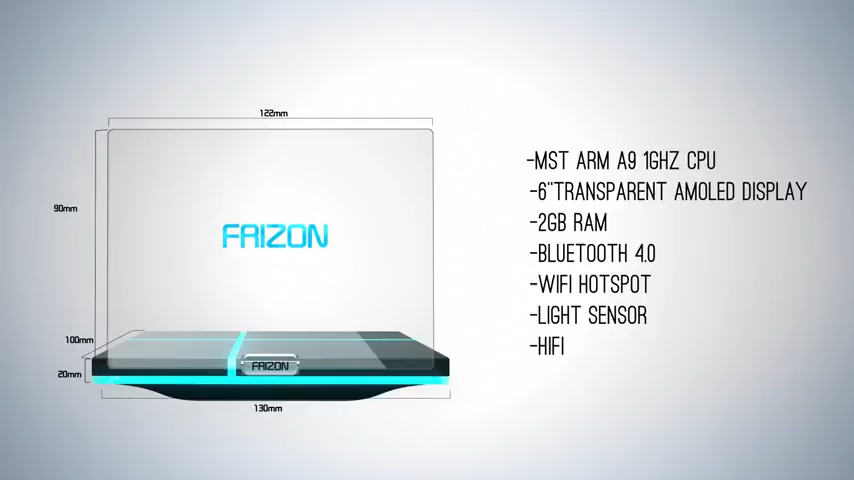 122mm
90mm
FRIZON
100mm
20mm
FRIZON
130mm
-MST ARM A9 1GHZ CPU
-6"TRANSPARENT AMOLED DISPLAY
-2GB RAM
-BLUETOOTH 4.0
-WIFI HOTSPOT
-LIGHT SENSOR
-HIFI